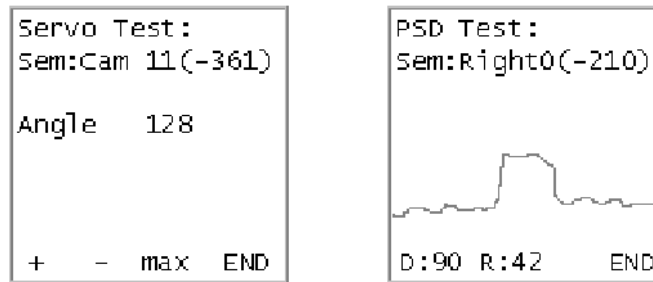 Servo Test:
Sem:Cam 11(-361)
Angle 128
+ - max END
PSD Test:
Sem:Right0(-210)
D:90 R:42 END